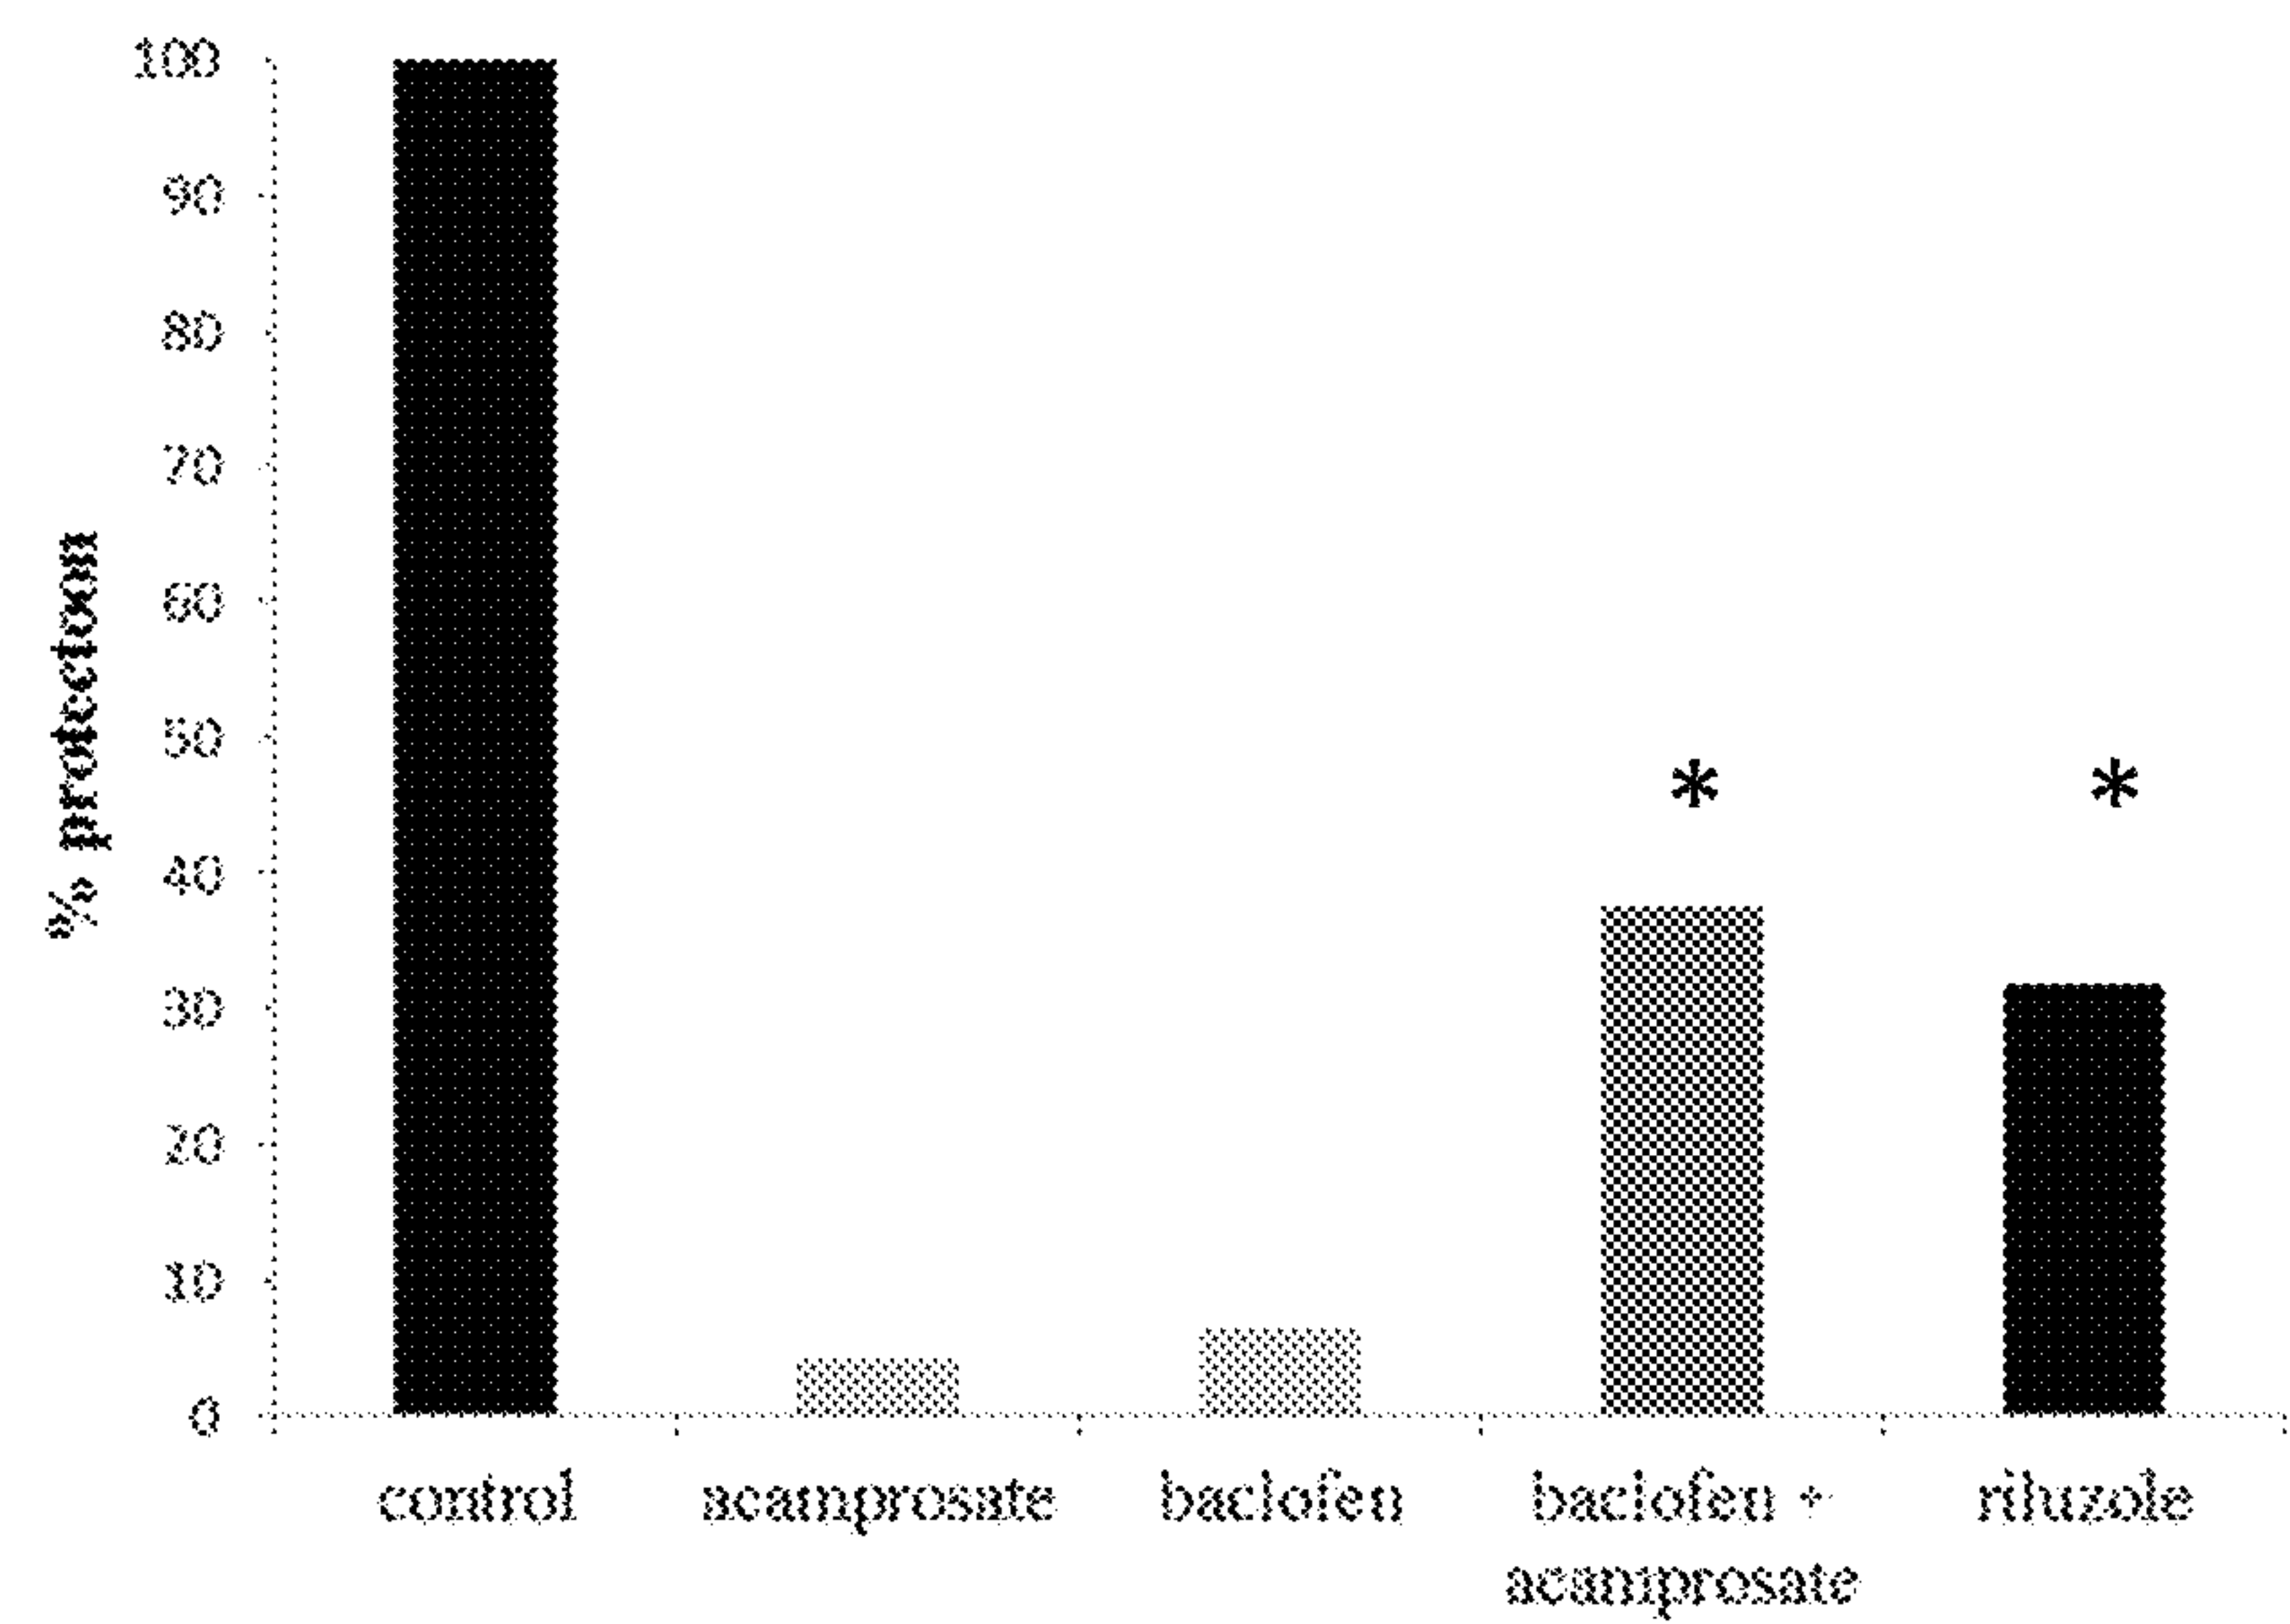 % protection
100
90
80
70
60
50
40
30
20
10
0
*
*
control
acamprosate
baclofen
baclofen +
acamprosate
riluzole